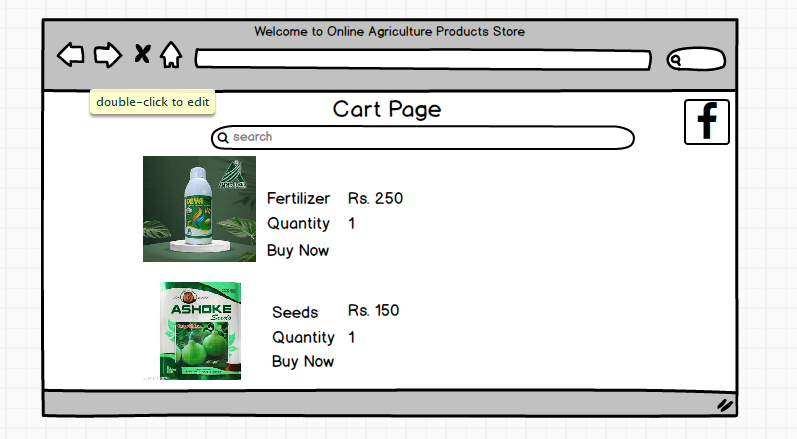 Welcome to Online Agriculture Products Store
double-click to edit
Cart Page
f
search
DEVA
Fertilizer Rs. 250
Quantity 1
Buy Now
ASHOKE
Seeds
Seeds Rs. 150
Quantity 1
Buy Now